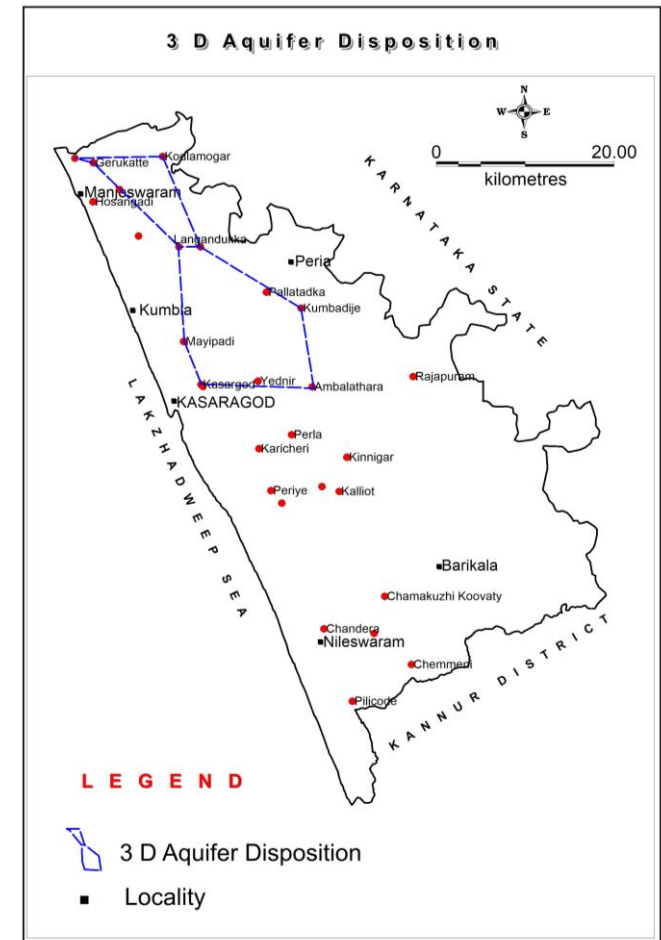 3 D Aquifer Disposition
N
W E
S
0 20.00
kilometres
KARNATAKA STATE
Kodlamogar
Gerukatte
Manjeswaram
Hosangadi
Langandukka
Peria
Pallatadka
Kumbadije
Kumbla
Mayipadi
Kasargod
Yednir
Ambalathara
Rajapuram
KASARAGOD
LAKZHADWEEP SEA
Perla
Karicheri
Kinnigar
Periye
Kalliot
Barikala
Chamakuzhi Koovaty
Chandera
Nileswaram
Chemmeni
Pilicode
KANNUR DISTRICT
LEGEND
3 D Aquifer Disposition
Locality